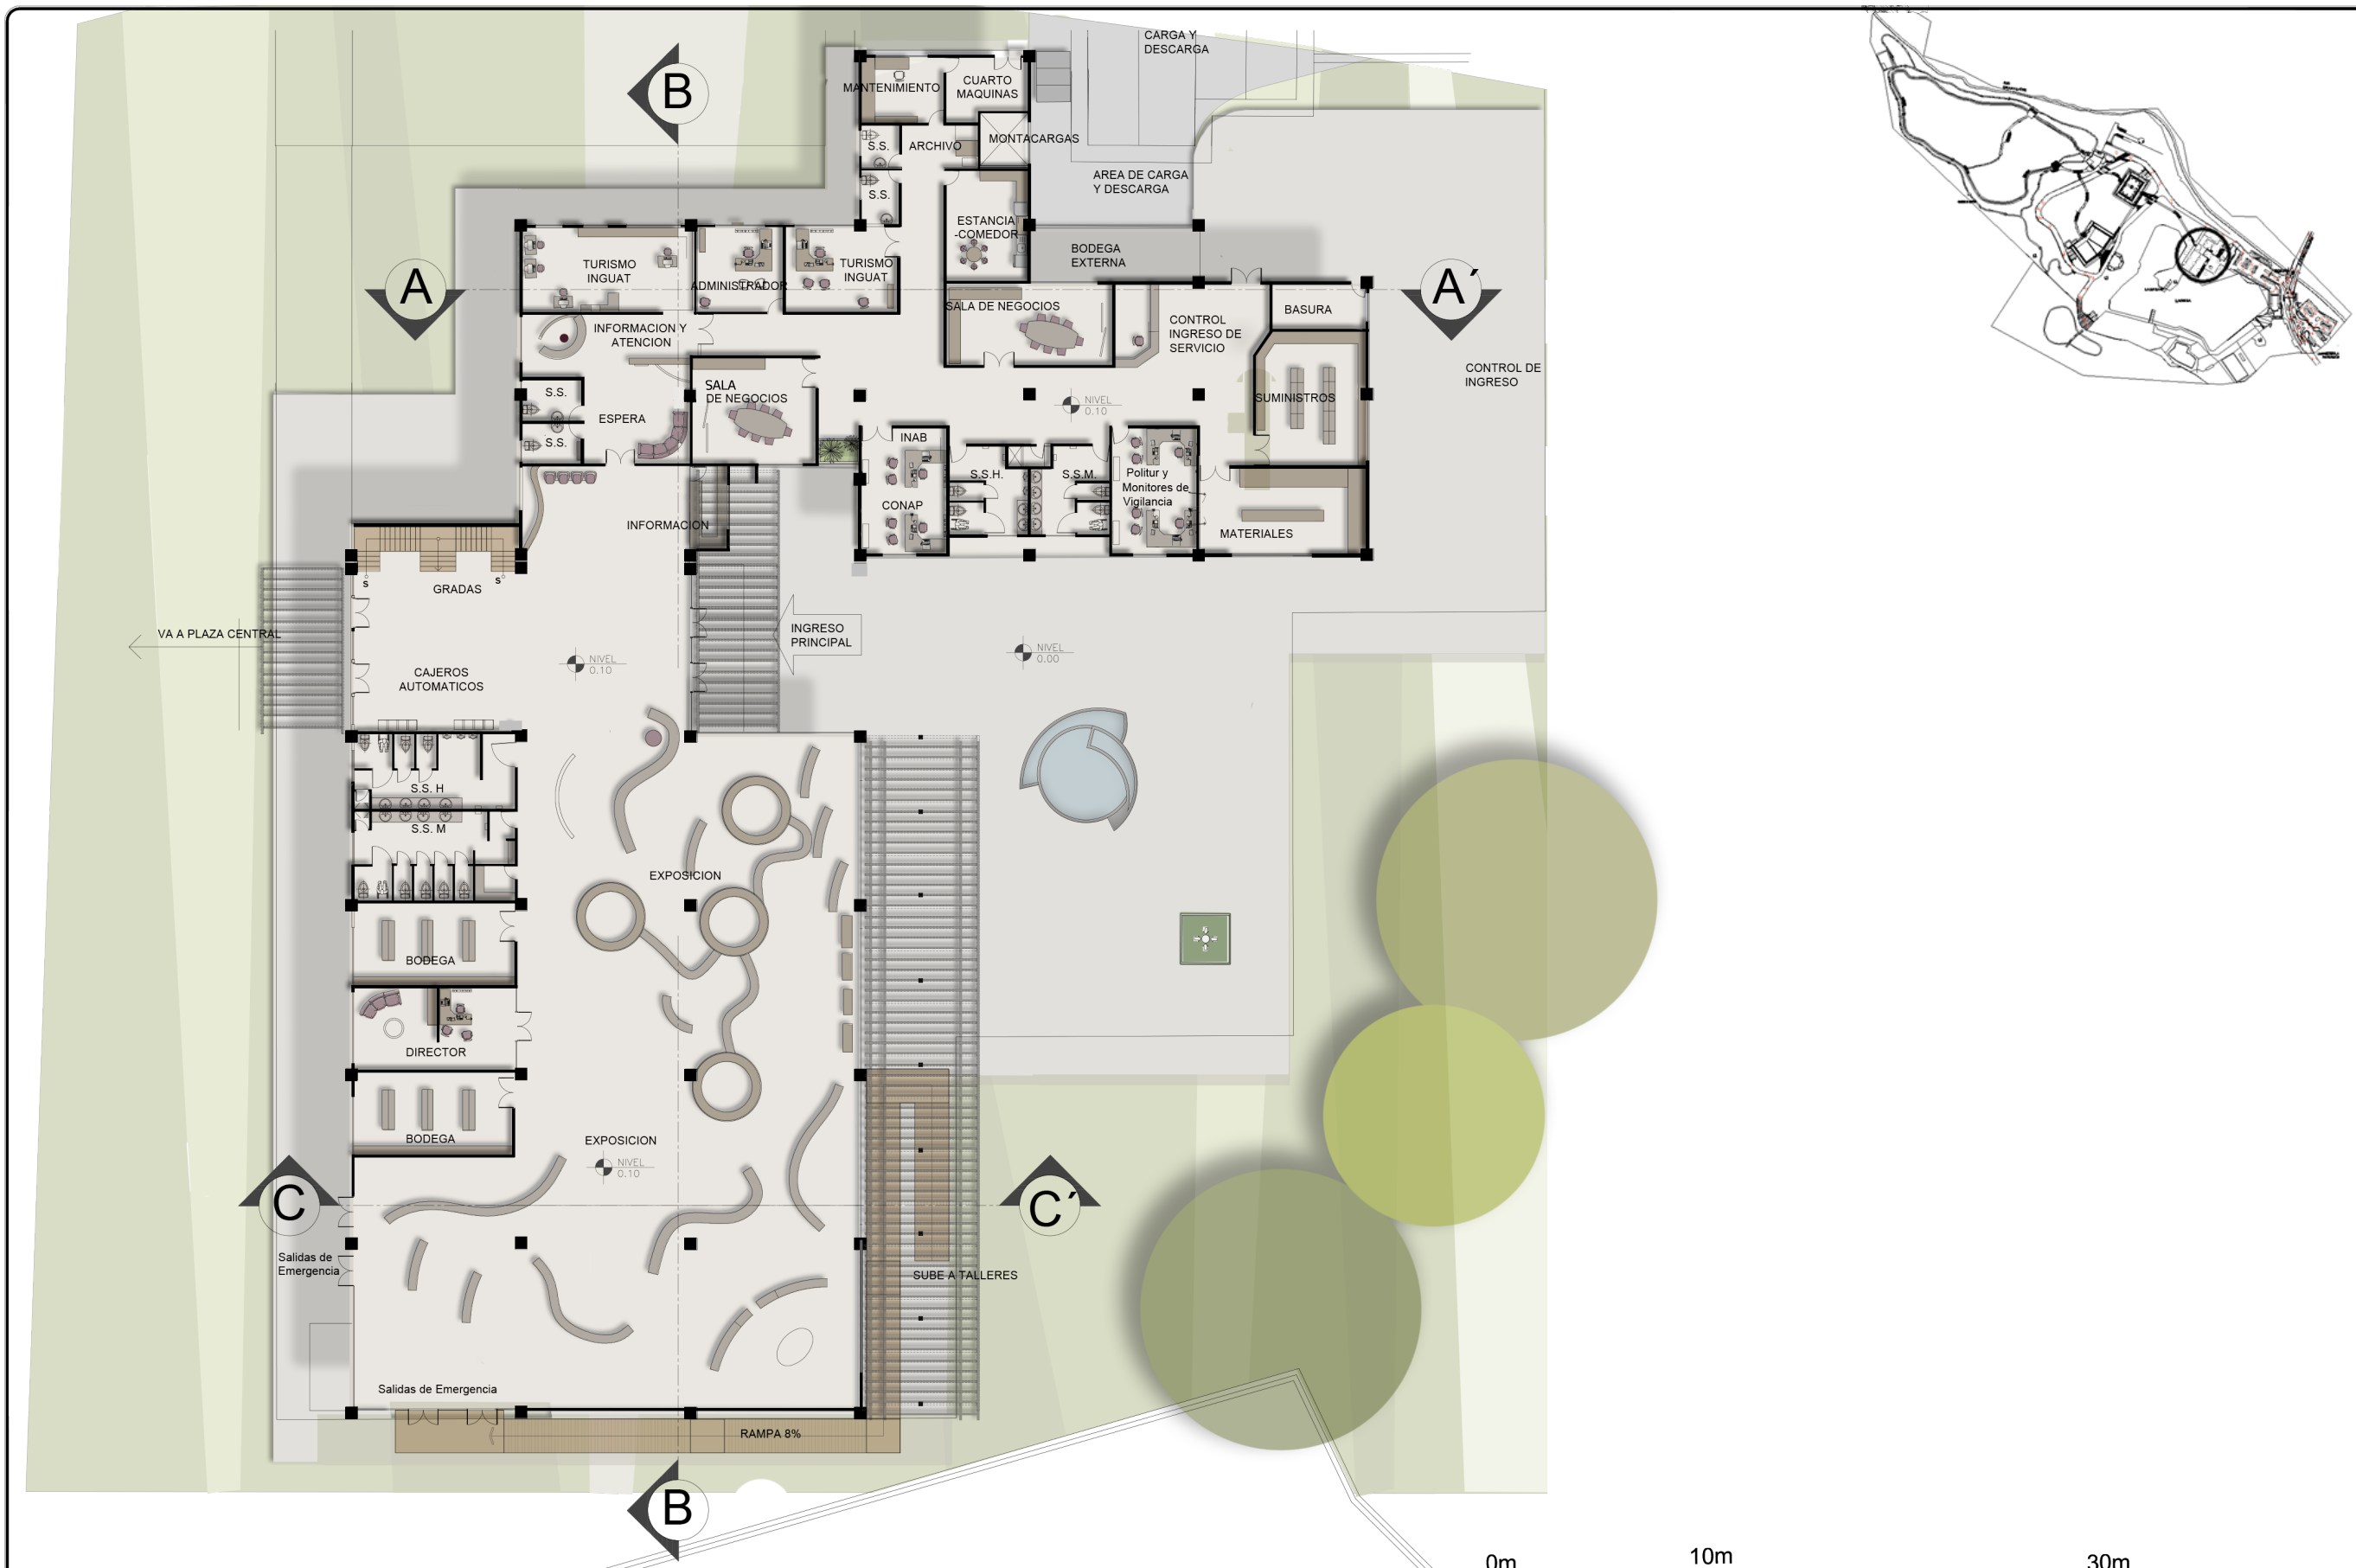 CARGA Y
DESCARGA
B
MANTENIMIENTO
CUARTO
MAQUINAS
S.S.
ARCHIVO
MONTACARGAS
S.S.
AREA DE CARGA
Y DESCARGA
ESTANCIA
-COMEDOR
BODEGA
EXTERNA
TURISMO
INGUAT
ADMINISTRADOR
TURISMO
INGUAT
A
A´
SALA DE NEGOCIOS
CONTROL
INGRESO DE
SERVICIO
BASURA
INFORMACION Y
ATENCION
CONTROL DE
INGRESO
S.S.
S.S.
ESPERA
SALA
DE NEGOCIOS
NIVEL
0.10
SUMINISTROS
INAB
CONAP
S.S.H.
S.S.M.
Politur y
Monitores de
Vigilancia
MATERIALES
INFORMACION
S
S
GRADAS
VA A PLAZA CENTRAL
INGRESO
PRINCIPAL
NIVEL
0.10
NIVEL
0.00
CAJEROS
AUTOMATICOS
S.S. H
S.S. M
EXPOSICION
BODEGA
DIRECTOR
BODEGA
EXPOSICION
NIVEL
0.10
C
C´
Salidas de
Emergencia
SUBE A TALLERES
Salidas de Emergencia
RAMPA 8%
B
0m
10m
30m